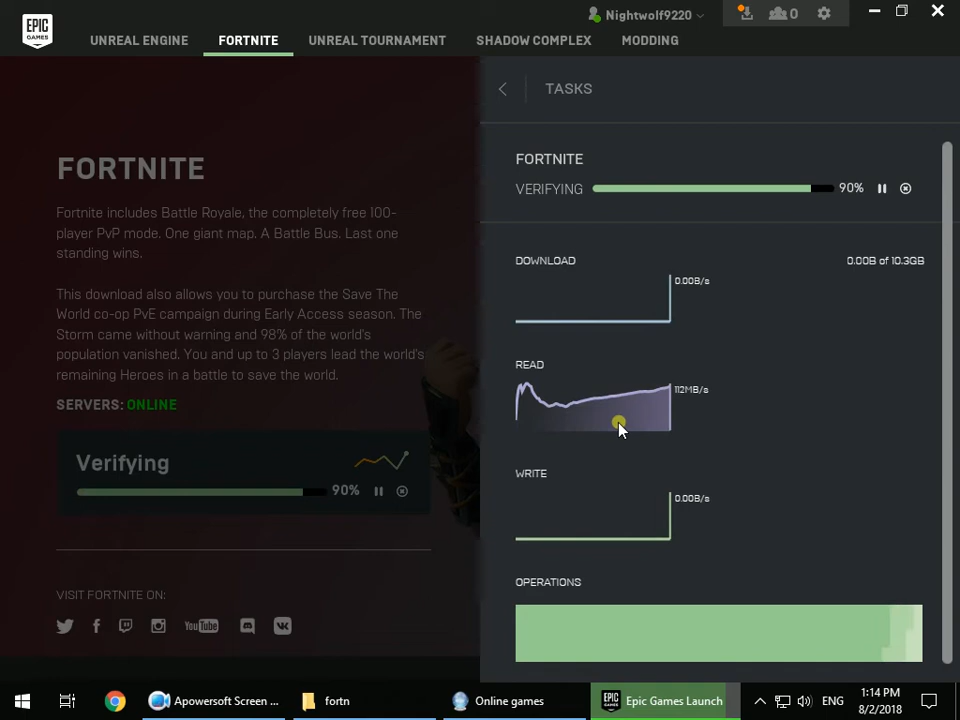 EPIC
GAMES
Nightwolf9220
0
UNREAL ENGINE
FORTNITE
UNREAL TOURNAMENT
SHADOW COMPLEX
MODDING
TASKS
FORTNITE
VERIFYING
90%
FORTNITE
Fortnite includes Battle Royale, the completely free 100-
player PvP mode. One giant map. A Battle Bus. Last one
standing wins.
This download also allows you to purchase the Save The
World co-op PvE campaign during Early Access season. The
Storm came without warning and 98% of the world's
population vanished. You and up to 3 players lead the world's
remaining Heroes in a battle to save the world.
SERVERS: ONLINE
Verifying
90%
VISIT FORTNITE ON:
You Tube
DOWNLOAD
0.00B of 10.3GB
0.00B/s
READ
112MB/s
WRITE
0.00B/s
OPERATIONS
Apowersoft Screen ...
fortn
Online games
EPIC
GAMES
Epic Games Launch
ENG
1:14 PM
8/2/2018